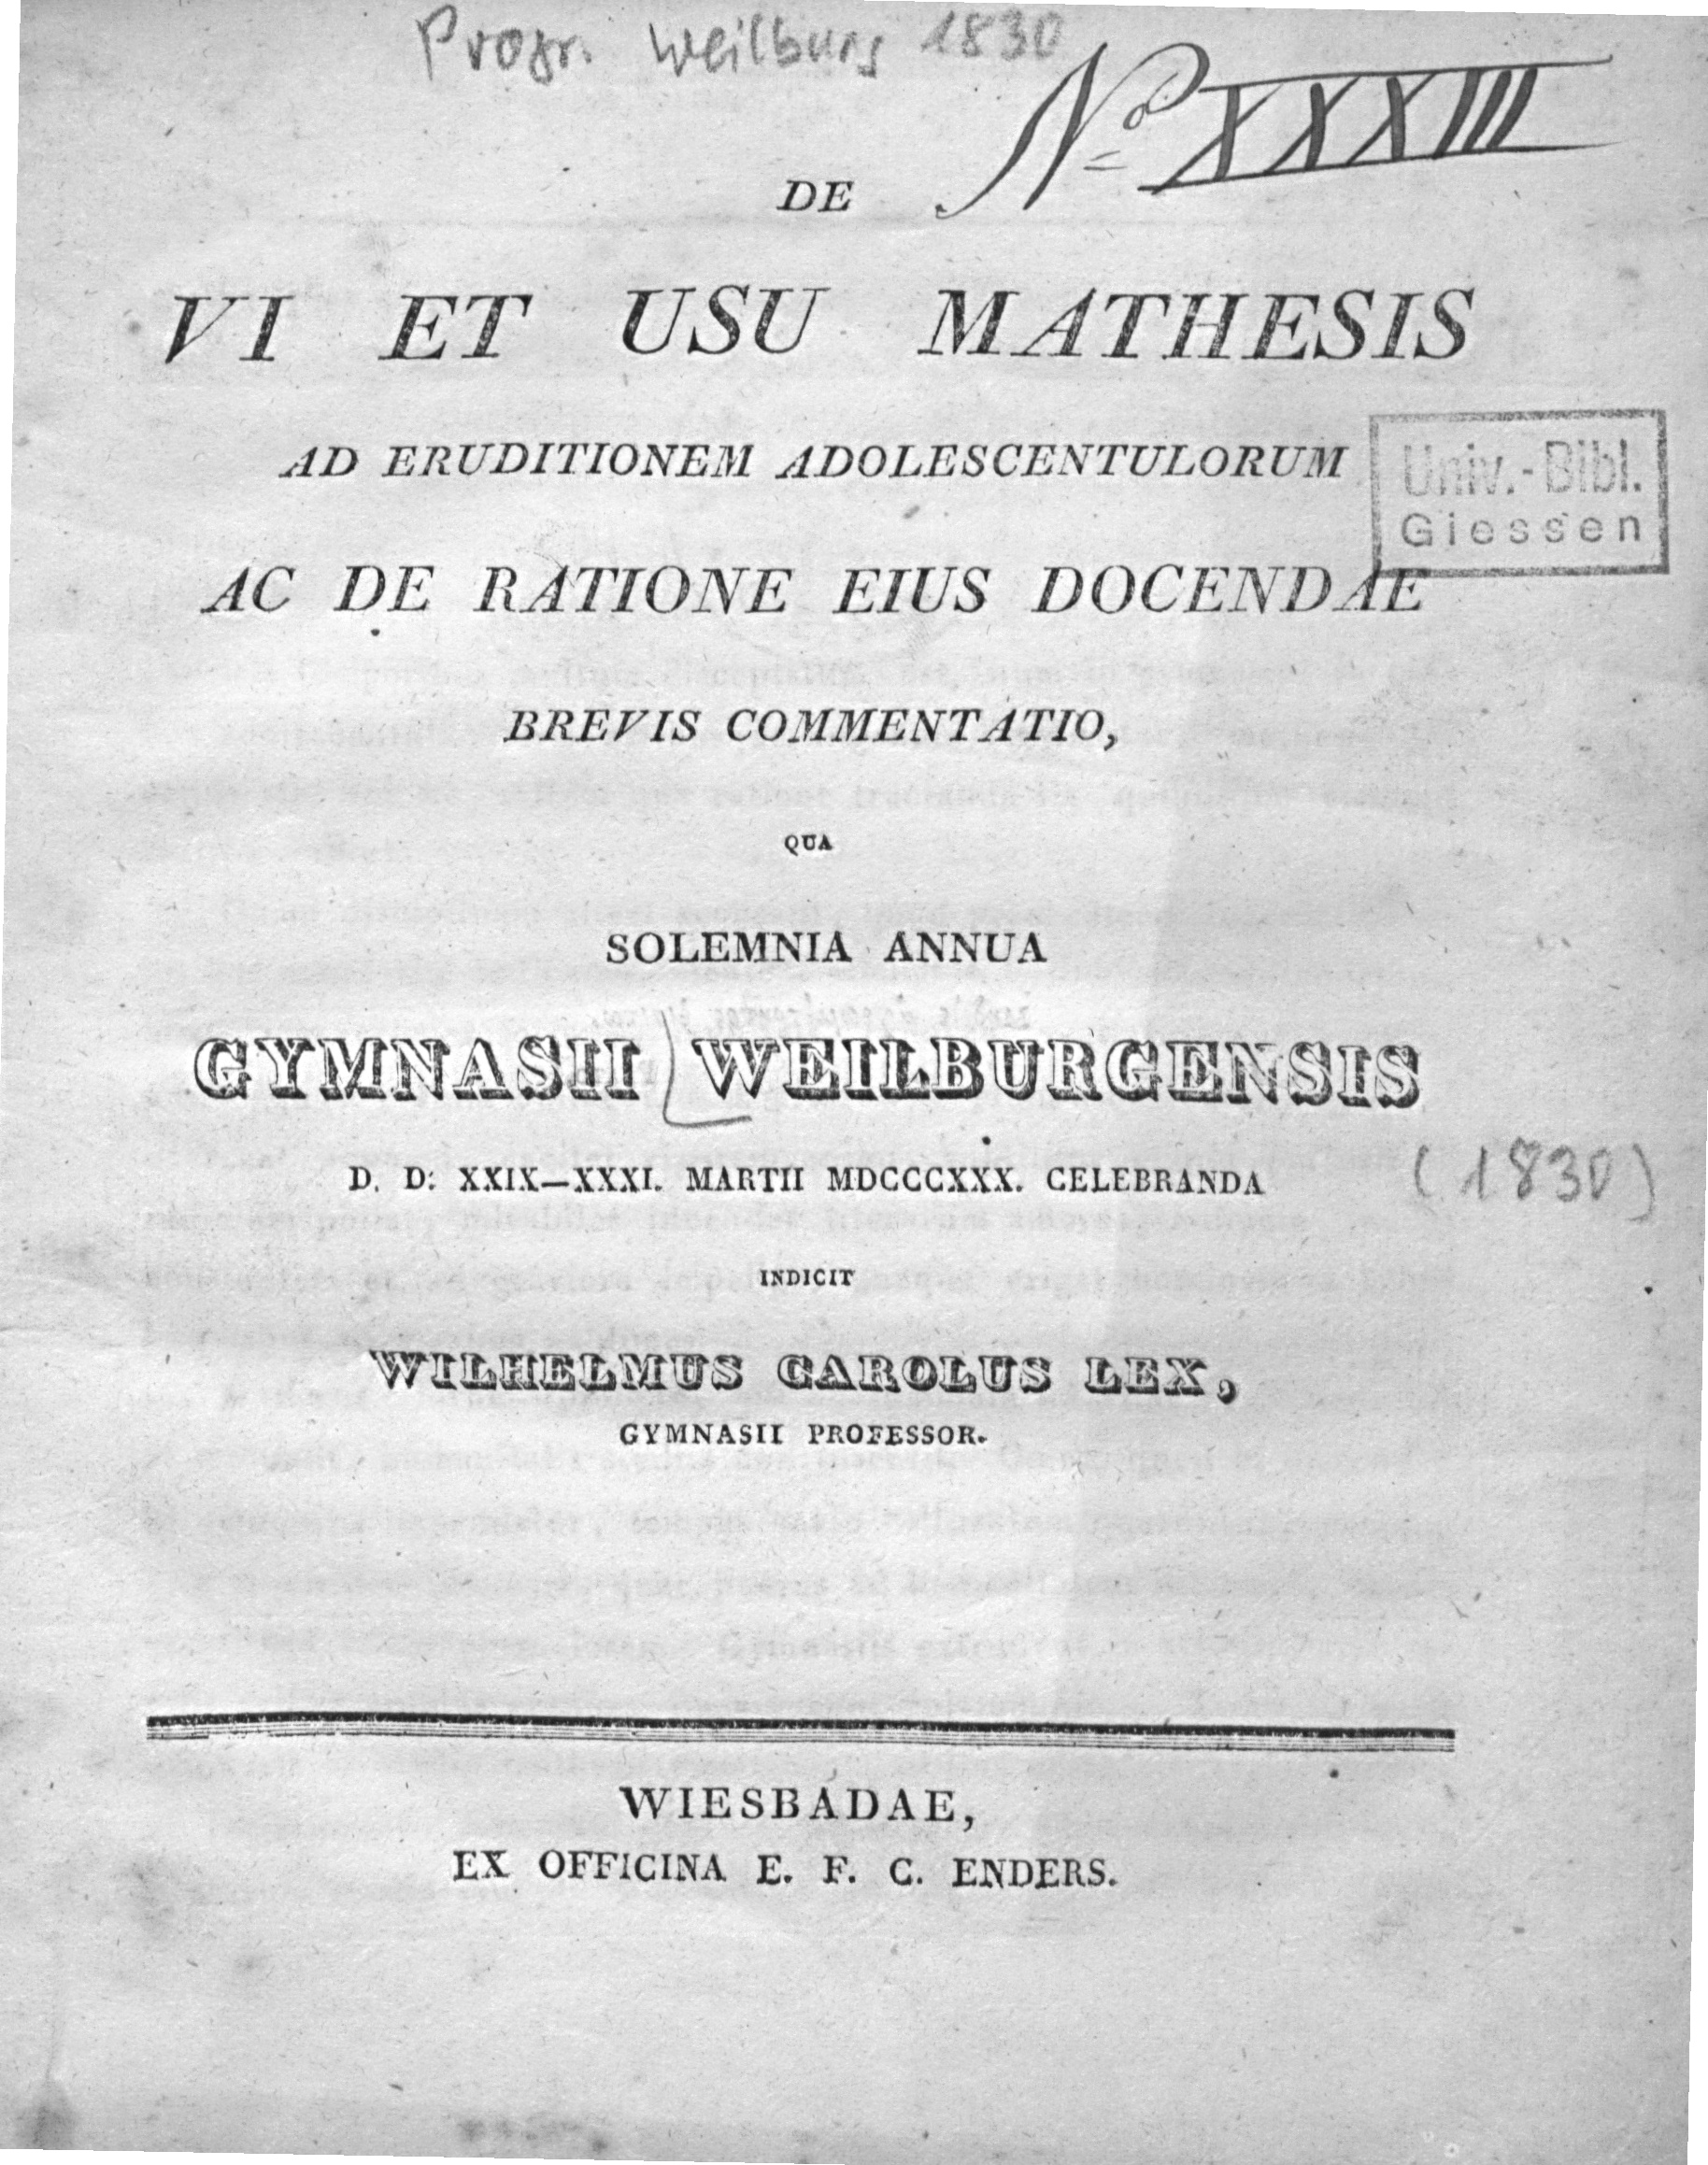 Progr. Weilburg 1830
No XXXIII
DE
VI ET USU MATHESIS
AD ERUDITIONEM ADOLESCENTULORUM
Univ.-Bibl.
Giessen
AC DE RATIONE EIUS DOCENDAE
BREVIS COMMENTATIO,
QUA
SOLEMNIA ANNUA
GYMNASII WEILBURGENSIS
D. D: XXIX—XXXI. MARTII MDCCCXXX. CELEBRANDA
(1830)
INDICIT
WILHELMUS CAROLUS LEX,
GYMNASII PROFESSOR.
WIESBADAE,
EX OFFICINA E. F. C. ENDERS.